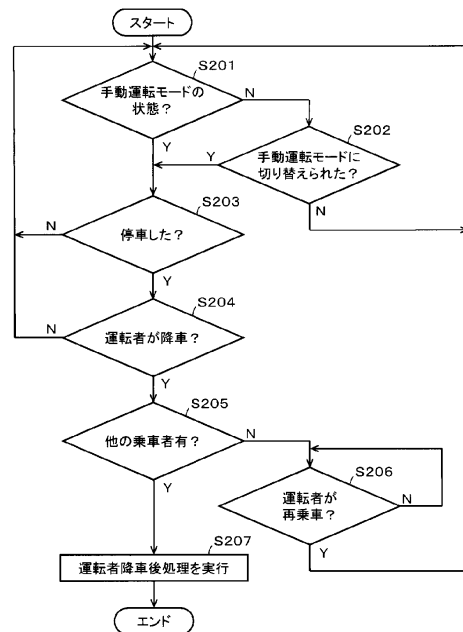 スタート
S201
手動運転モードの
状態？
N
Y
S202
手動運転モードに
切り替えられた？
Y
N
S203
停車した？
N
Y
S204
運転者が降車？
N
Y
S205
他の乗車者有？
N
Y
S206
運転者が
再乗車？
N
Y
S207
運転者降車後処理を実行
エンド